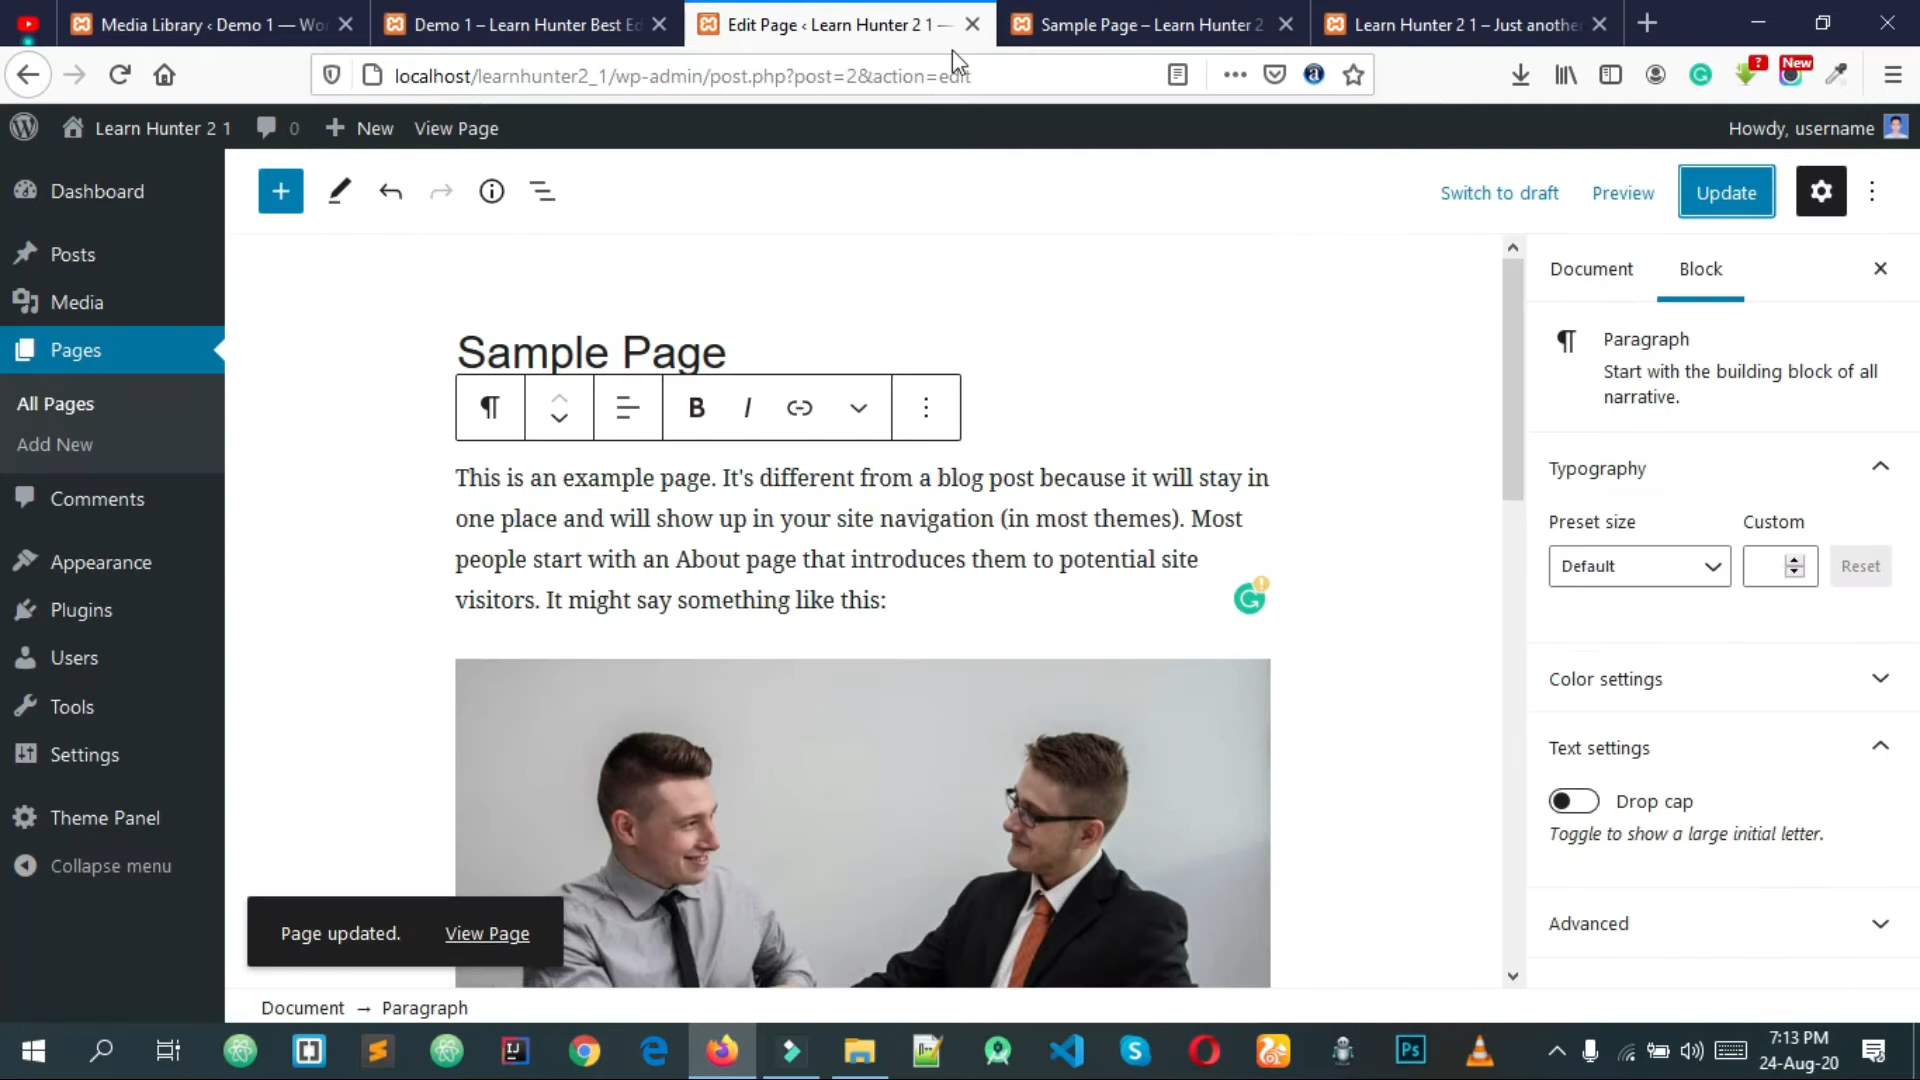 Media Library ‹ Demo 1 — Wo
Demo 1 – Learn Hunter Best Ed
Edit Page ‹ Learn Hunter 2 1 —
Sample Page – Learn Hunter 2
Learn Hunter 2 1 – Just another
localhost/learnhunter2_1/wp-admin/post.php?post=2&action=edit
New
Learn Hunter 2 1
0
New
View Page
Howdy, username
Dashboard
Posts
Media
Pages
All Pages
Add New
Comments
Appearance
Plugins
Users
Tools
Settings
Theme Panel
Collapse menu
Switch to draft
Preview
Update
Sample Page
B
I
This is an example page. It's different from a blog post because it will stay in
one place and will show up in your site navigation (in most themes). Most
people start with an About page that introduces them to potential site
visitors. It might say something like this:
Page updated.
View Page
Document → Paragraph
Document
Block
Paragraph
Start with the building block of all
narrative.
Typography
Preset size
Custom
Default
Reset
Color settings
Text settings
Drop cap
Toggle to show a large initial letter.
Advanced
7:13 PM
24-Aug-20